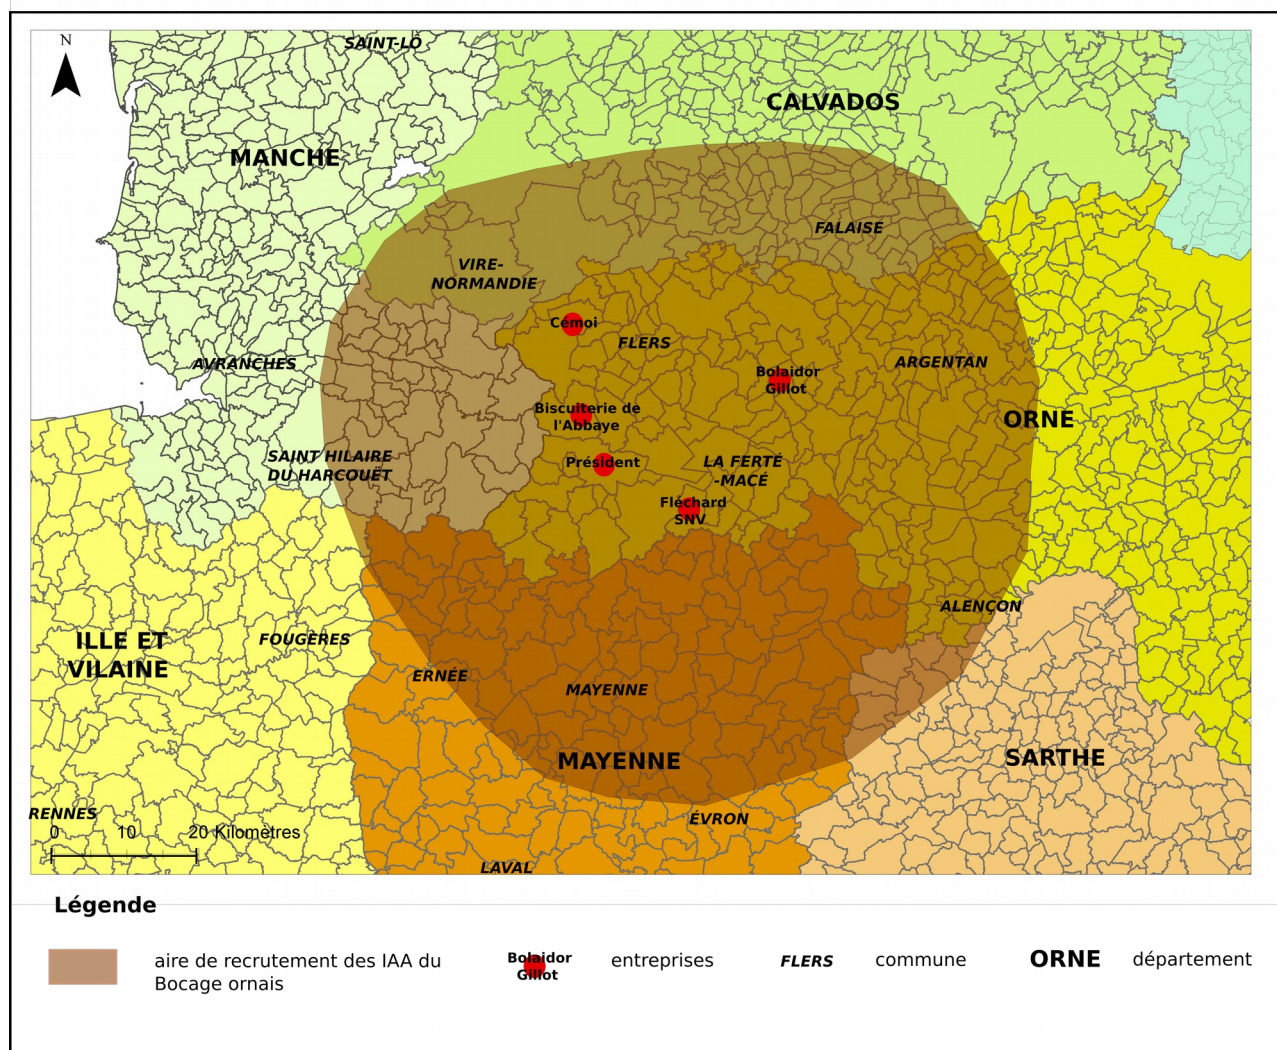 N
SAINT-LÔ
CALVADOS
MANCHE
FALAISE
VIRE-
NORMANDIE
Cémoi
FLERS
AVRANCHES
ARGENTAN
Bolaidor
Gillot
Biscuiterie de
l'Abbaye
ORNE
SAINT HILAIRE
DU HARCOUËT
Président
LA FERTÉ
-MACÉ
Fléchard
SNV
ALENÇON
ILLE ET
VILAINE
FOUGÈRES
ERNÉE
MAYENNE
MAYENNE
SARTHE
RENNES
ÉVRON
0 10 20 Kilomètres
LAVAL
Légende
aire de recrutement des IAA du
Bocage ornais
Bolaidor
Gillot
entreprises
FLERS
commune
ORNE
département